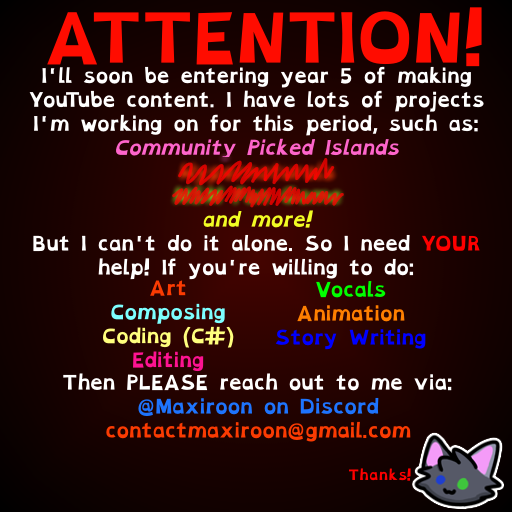 ATTENTION!
I'll soon be entering year 5 of making
YouTube content. I have lots of projects
I'm working on for this period, such as:
Community Picked Islands
and more!
But I can't do it alone. So I need YOUR
help! If you're willing to do:
Art Vocals
Composing Animation
Coding (C#) Story Writing
Editing
Then PLEASE reach out to me via:
@Maxiroon on Discord
contactmaxiroon@gmail.com
Thanks!